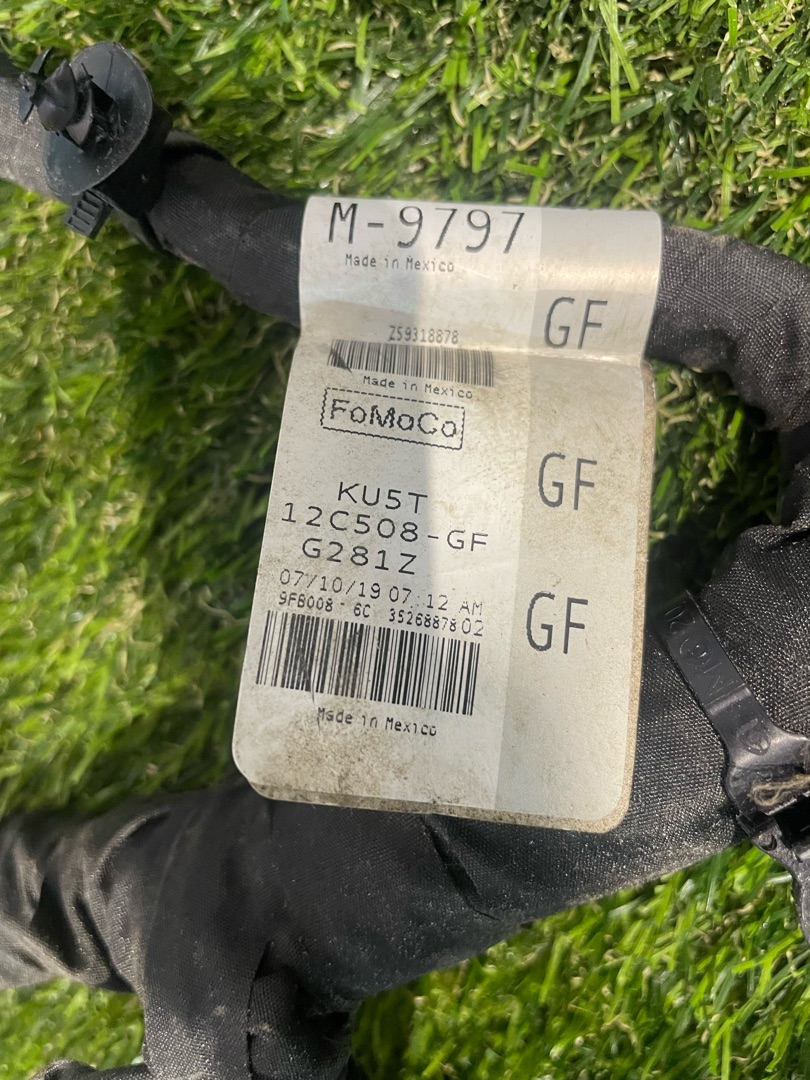 M-9797
Made in Mexico
GF
Z59318878
Made in Mexico
FoMoCo
GF
KU5T
12C508-GF
G281Z
07/10/19 07:12 AM
9FB008 - 6C 3526887802
GF
Made in Mexico